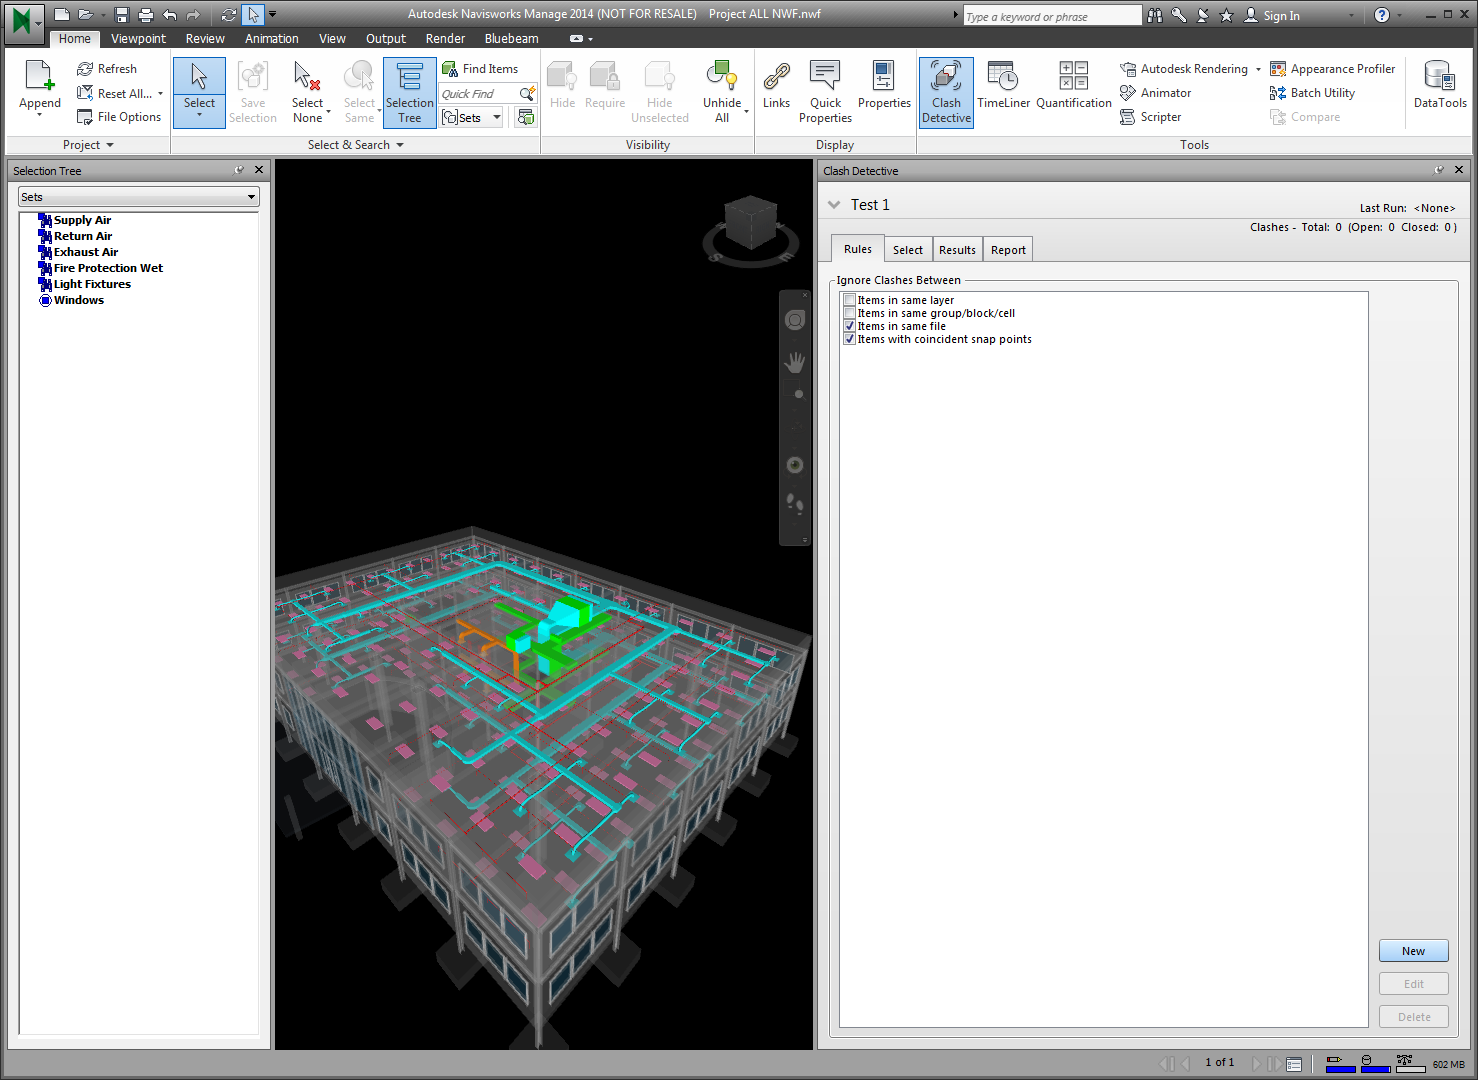 Autodesk Navisworks Manage 2014 (NOT FOR RESALE) Project ALL NWF.nwf
Type a keyword or phrase
Sign In
Home Viewpoint Review Animation View Output Render Bluebeam
Append
Refresh
Reset All...
File Options
Project
Select
Save Selection
Select None
Select Same
Selection Tree
Find Items
Quick Find
Sets
Select & Search
Hide
Require
Hide Unselected
Unhide All
Visibility
Links
Quick Properties
Properties
Display
Clash Detective
TimeLiner
Quantification
Autodesk Rendering
Animator
Scripter
Appearance Profiler
Batch Utility
Compare
DataTools
Tools
Selection Tree
Sets
Supply Air
Return Air
Exhaust Air
Fire Protection Wet
Light Fixtures
Windows
S
E
Clash Detective
Test 1
Last Run: <None>
Clashes - Total: 0 (Open: 0 Closed: 0 )
Rules Select Results Report
Ignore Clashes Between
Items in same layer
Items in same group/block/cell
Items in same file
Items with coincident snap points
New
Edit
Delete
1 of 1
602 MB